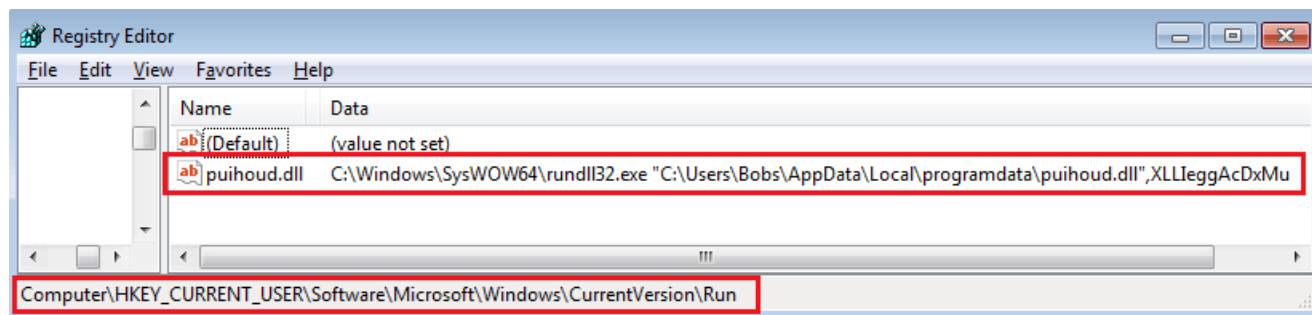 Registry Editor
File Edit View Favorites Help
Name Data
(Default) (value not set)
puihoud.dll C:\Windows\SysWOW64\rundll32.exe "C:\Users\Bobs\AppData\Local\programdata\puihoud.dll",XLLIeggAcDxMu
Computer\HKEY_CURRENT_USER\Software\Microsoft\Windows\CurrentVersion\Run